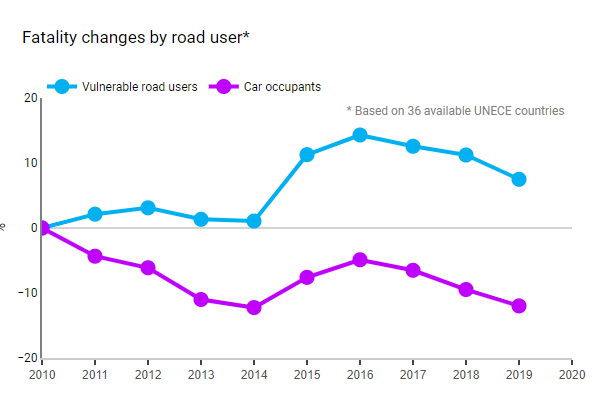 Fatality changes by road user*
Vulnerable road users
Car occupants
* Based on 36 available UNECE countries
20
10
0
%
−10
−20
2010 2011 2012 2013 2014 2015 2016 2017 2018 2019 2020